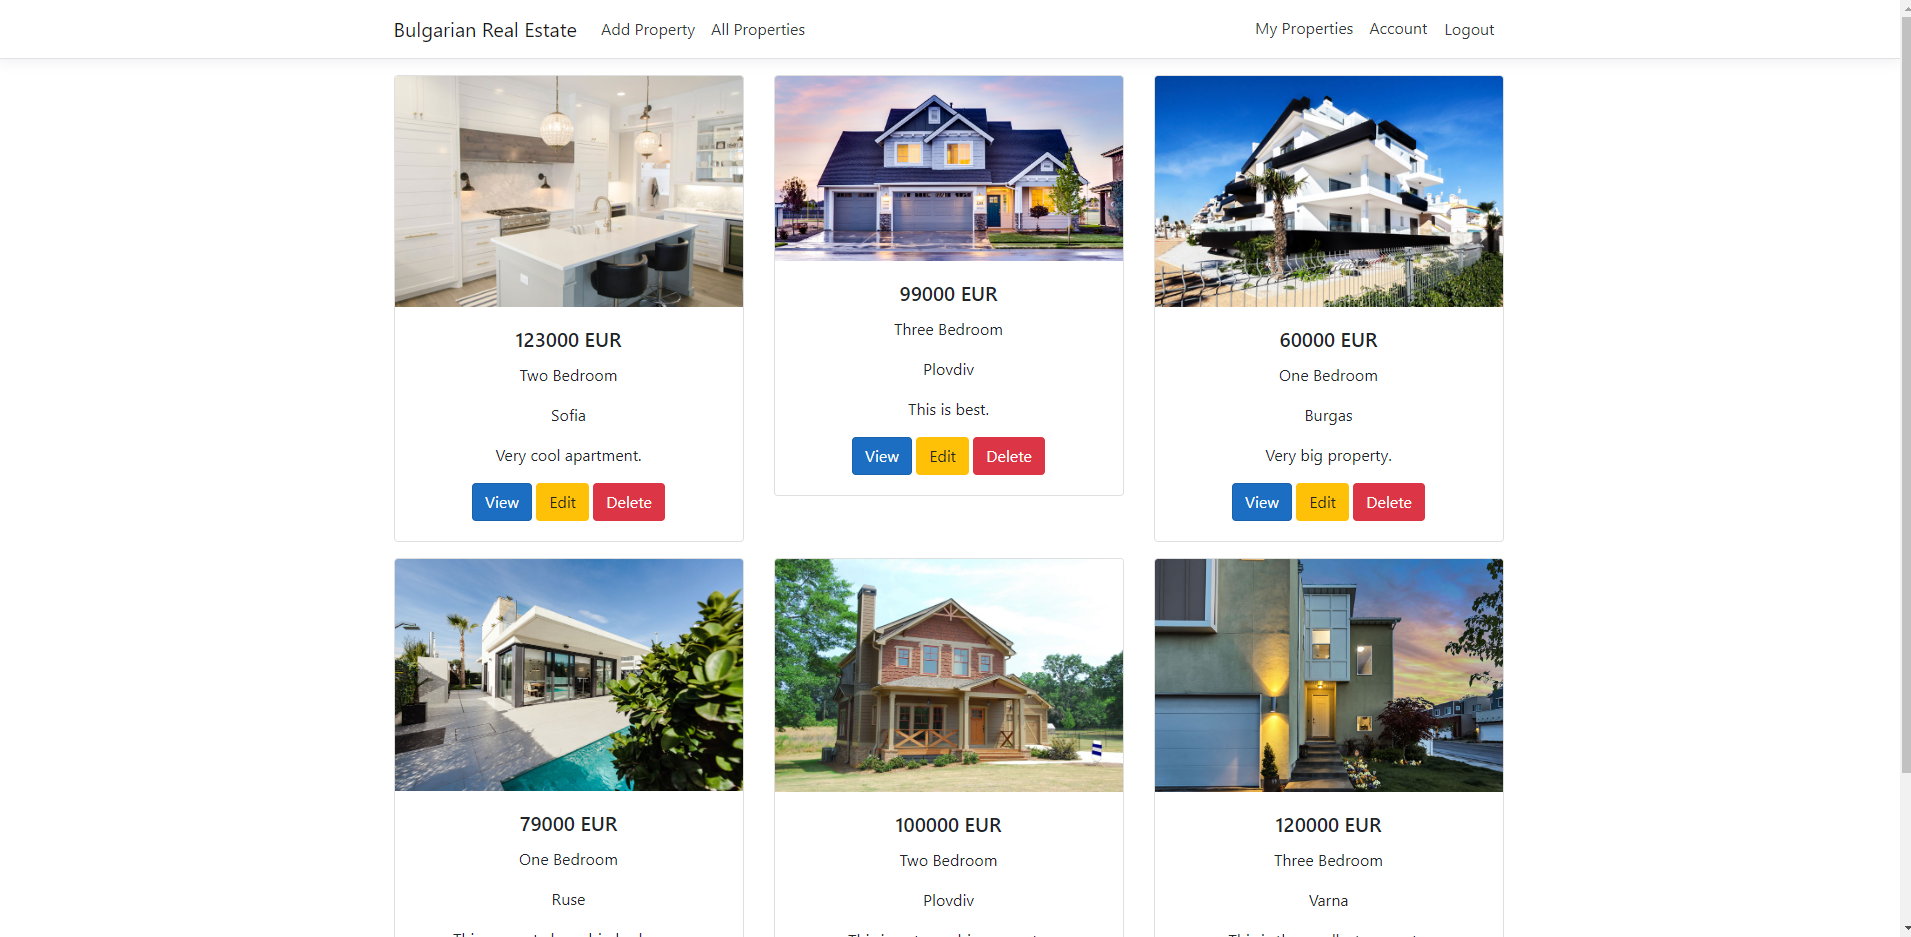 Bulgarian Real Estate Add Property All Properties My Properties Account Logout
123000 EUR
Two Bedroom
Sofia
Very cool apartment.
View Edit Delete
99000 EUR
Three Bedroom
Plovdiv
This is best.
View Edit Delete
60000 EUR
One Bedroom
Burgas
Very big property.
View Edit Delete
79000 EUR
One Bedroom
Ruse
100000 EUR
Two Bedroom
Plovdiv
120000 EUR
Three Bedroom
Varna